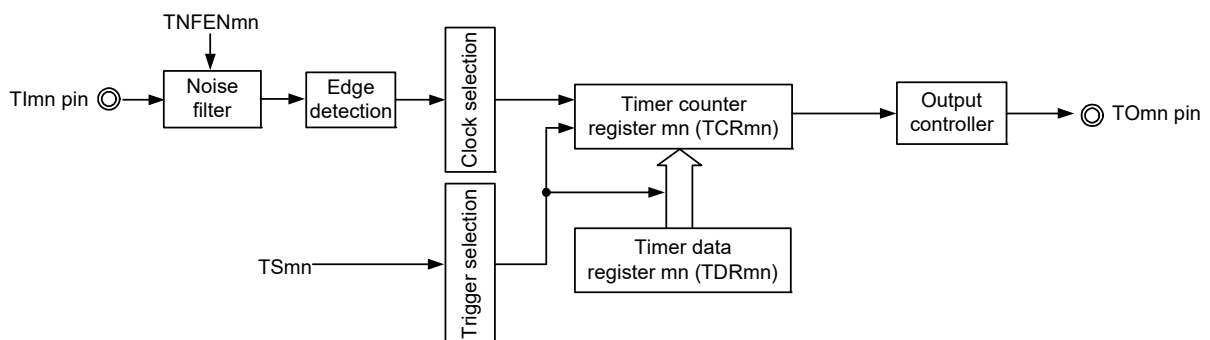 TNFENmn
TImn pin
Noise
filter
Edge
detection
Clock selection
Timer counter
register mn (TCRmn)
Output
controller
TOmn pin
TSmn
Trigger selection
Timer data
register mn (TDRmn)